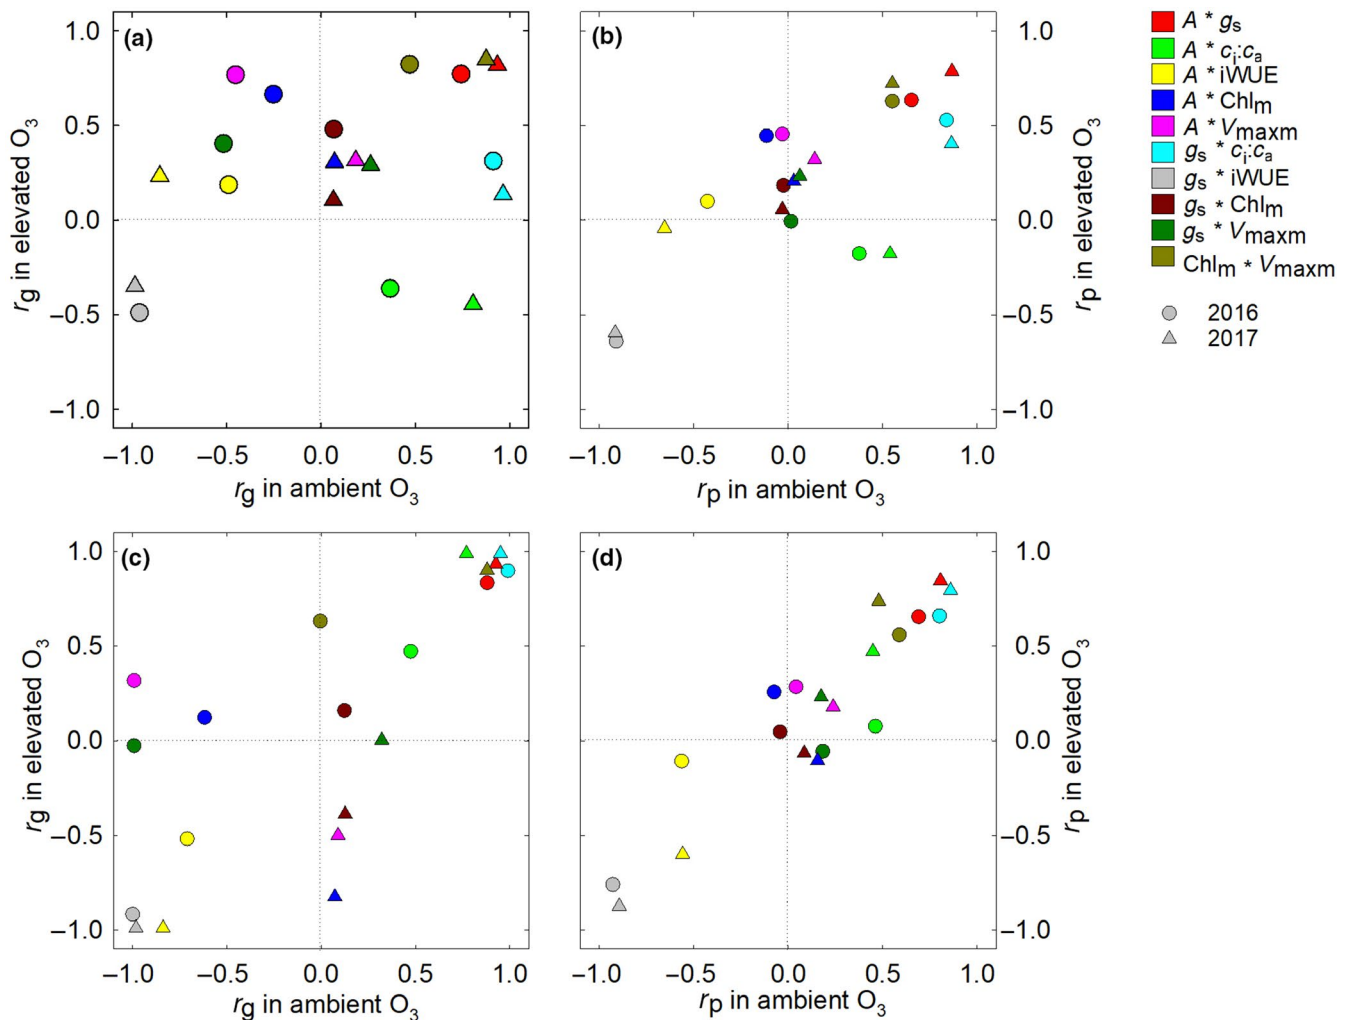 (a)
1.0
0.5
0.0
–0.5
–1.0
rg in elevated O3
–1.0 –0.5 0.0 0.5 1.0
rg in ambient O3
(b)
1.0
0.5
0.0
–0.5
–1.0
rp in elevated O3
–1.0 –0.5 0.0 0.5 1.0
rp in ambient O3
A * gs
A * ci:ca
A * iWUE
A * Chlm
A * Vmaxm
gs * ci:ca
gs * iWUE
gs * Chlm
gs * Vmaxm
Chlm * Vmaxm
2016
2017
(c)
1.0
0.5
0.0
–0.5
–1.0
rg in elevated O3
–1.0 –0.5 0.0 0.5 1.0
rg in ambient O3
(d)
1.0
0.5
0.0
–0.5
–1.0
rp in elevated O3
–1.0 –0.5 0.0 0.5 1.0
rp in ambient O3